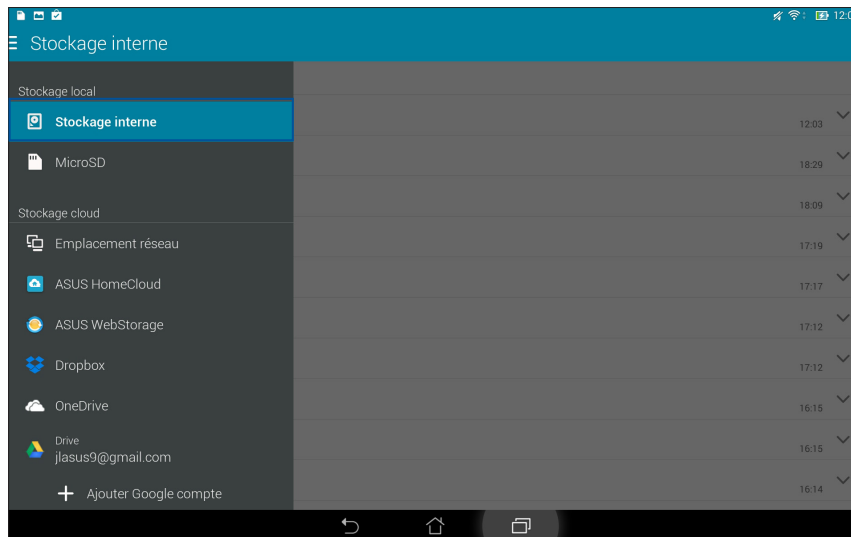 12:0
Stockage interne
Stockage local
Stockage interne
12:03
MicroSD
18:29
Stockage cloud
18:09
Emplacement réseau
17:19
ASUS HomeCloud
17:17
ASUS WebStorage
17:12
Dropbox
17:12
OneDrive
16:15
Drive
jlasus9@gmail.com
16:15
Ajouter Google compte
16:14